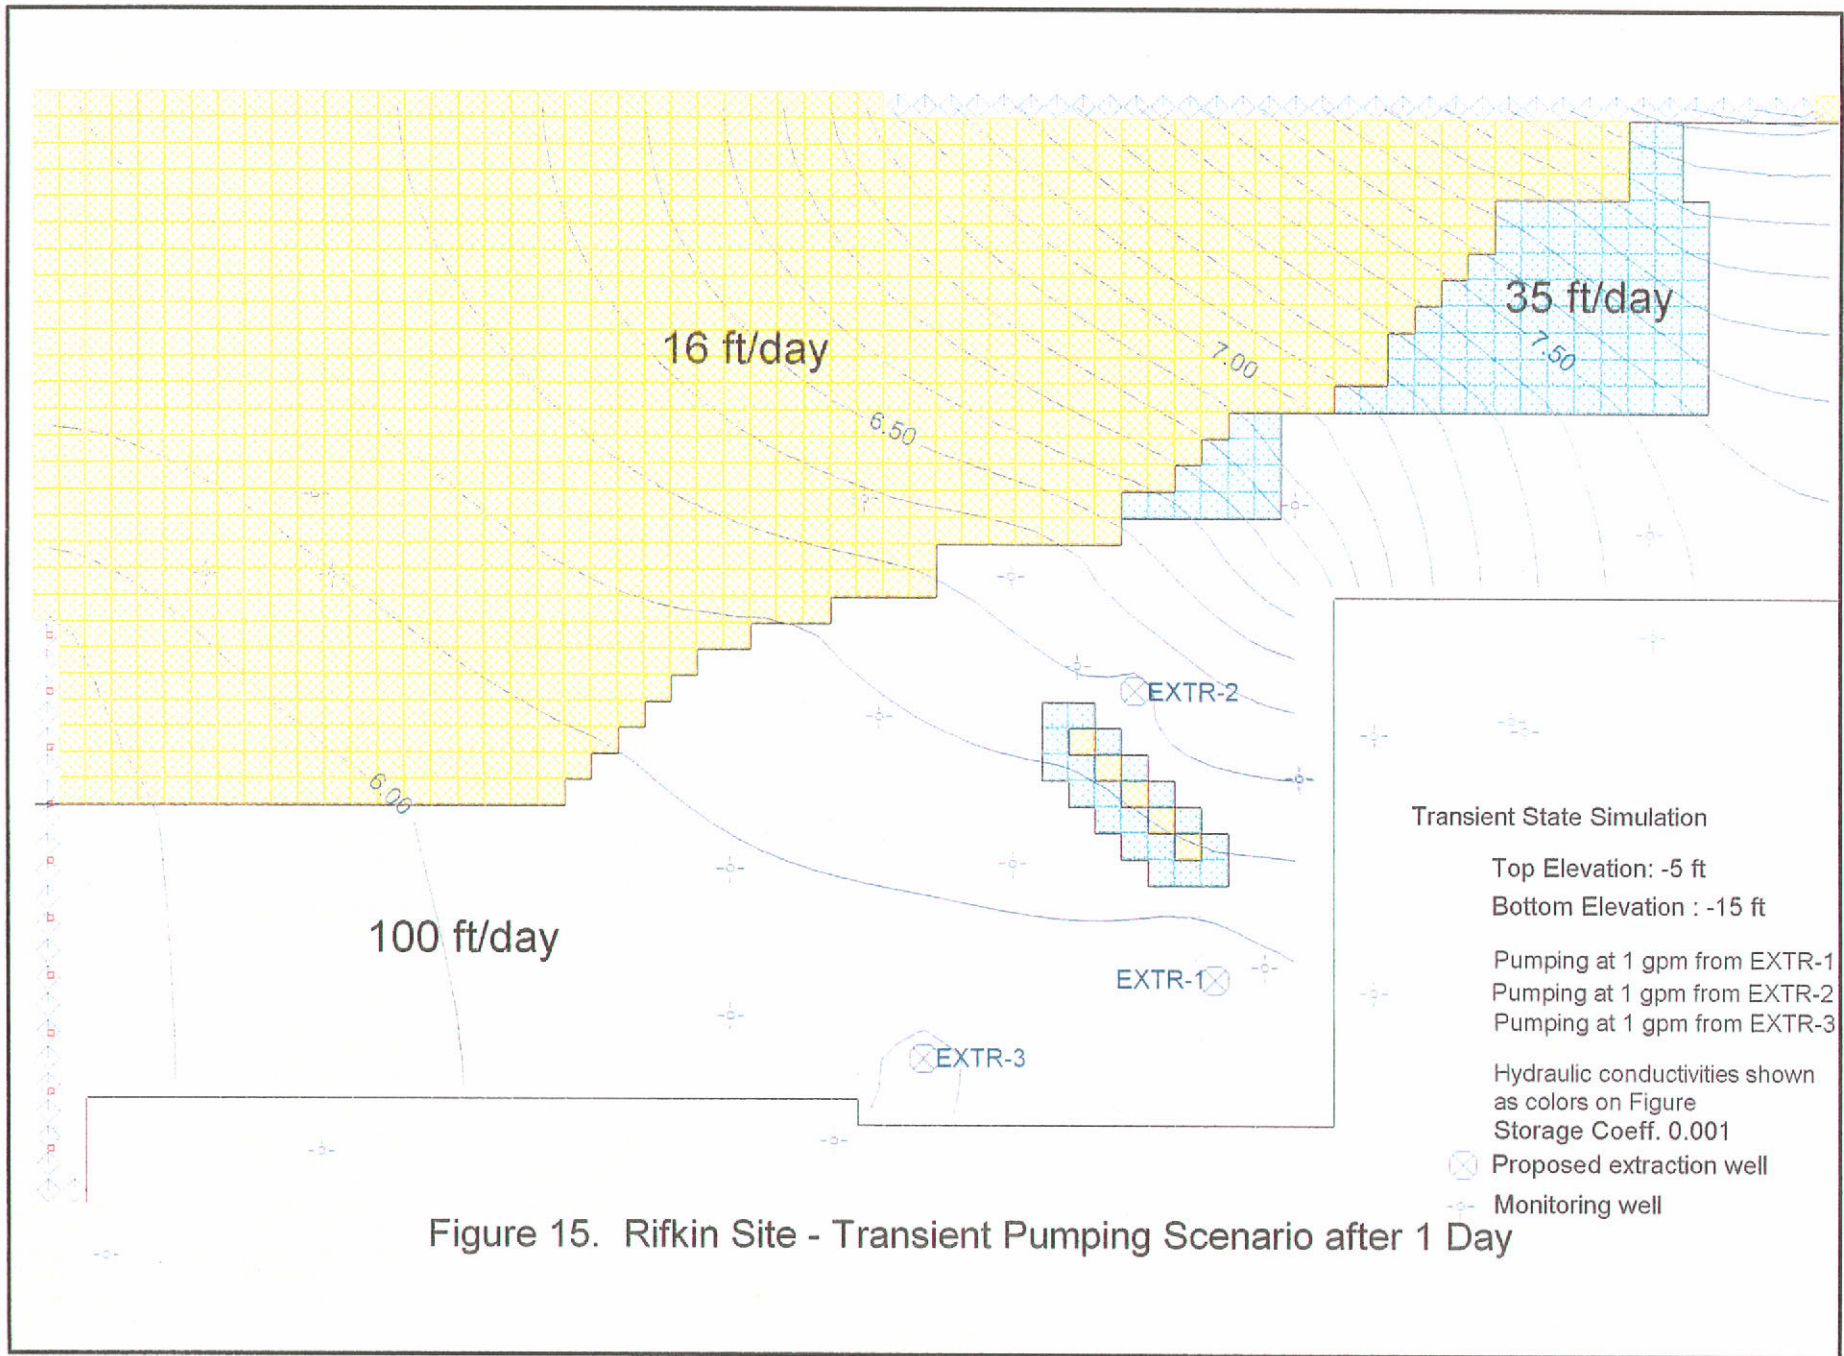 35 ft/day
16 ft/day
7.00
7.50
6.50
EXTR-2
6.00
Transient State Simulation
Top Elevation: -5 ft
Bottom Elevation : -15 ft
100 ft/day
Pumping at 1 gpm from EXTR-1
EXTR-1
Pumping at 1 gpm from EXTR-2
Pumping at 1 gpm from EXTR-3
EXTR-3
Hydraulic conductivities shown
as colors on Figure
Storage Coeff. 0.001
Proposed extraction well
Monitoring well
Figure 15. Rifkin Site - Transient Pumping Scenario after 1 Day